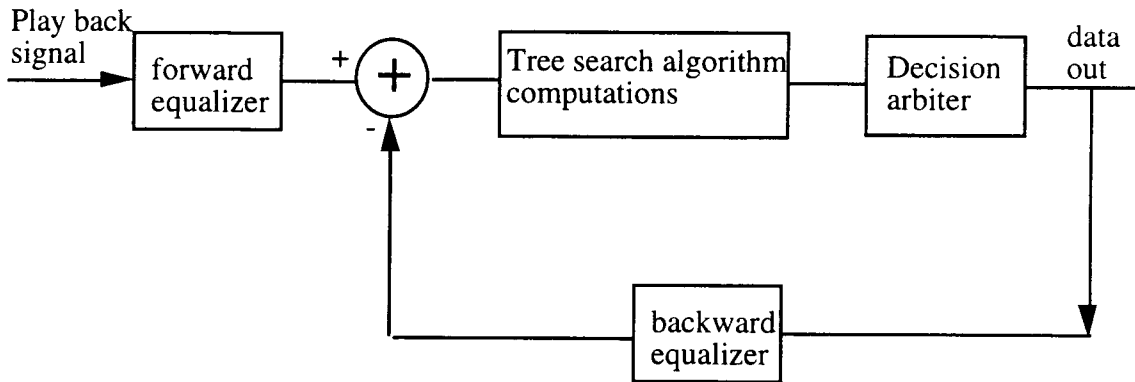 Play back
signal
forward
equalizer
+
+
-
Tree search algorithm
computations
Decision
arbiter
data
out
backward
equalizer